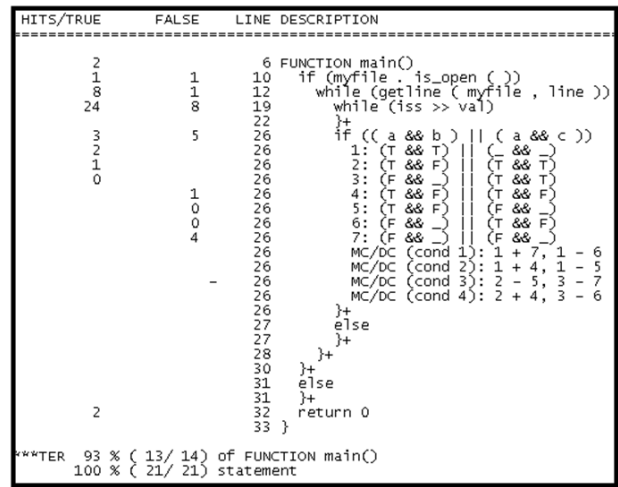 HITS/TRUE FALSE LINE DESCRIPTION
================================================================
2 6 FUNCTION main()
1 1 10 if (myfile . is_open ( ))
8 1 12 while (getline ( myfile , line ))
24 8 19 while (iss >> val)
22 }+
3 5 26 if (( a && b ) || ( a && c ))
2 26 1: (T && T) || (_ && _)
1 26 2: (T && F) || (T && T)
0 26 3: (F && _) || (T && T)
1 26 4: (T && F) || (T && F)
0 26 5: (T && F) || (F && _)
0 26 6: (F && _) || (T && F)
4 26 7: (F && _) || (F && _)
26 MC/DC (cond 1): 1 + 7, 1 - 6
26 MC/DC (cond 2): 1 + 4, 1 - 5
- 26 MC/DC (cond 3): 2 - 5, 3 - 7
26 MC/DC (cond 4): 2 + 4, 3 - 6
26 }+
27 else
27 }+
28 }+
30 }+
31 else
31 }+
2 32 return 0
33 }
***TER 93 % ( 13/ 14) of FUNCTION main()
100 % ( 21/ 21) statement